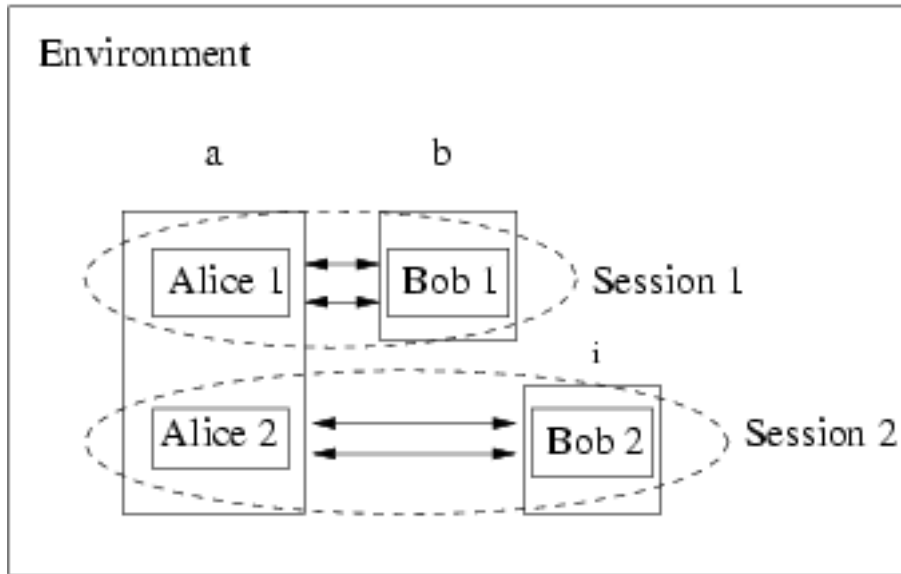 Environment
a b
Alice 1 Bob 1 Session 1
i
Alice 2 Bob 2 Session 2